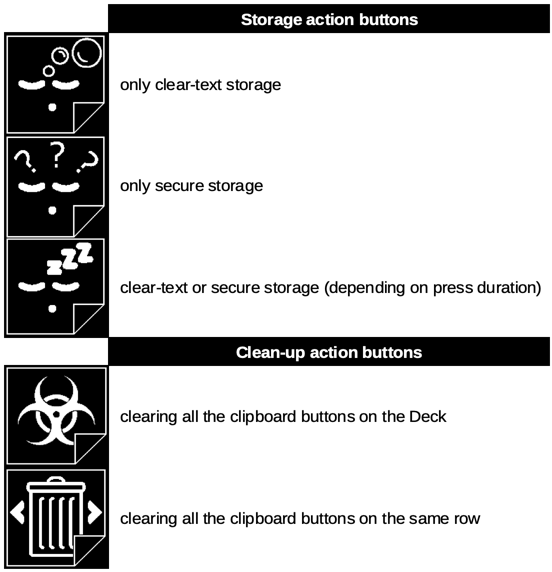 Storage action buttons
only clear-text storage
? ? ?
only secure storage
zzZ
clear-text or secure storage (depending on press duration)
Clean-up action buttons
clearing all the clipboard buttons on the Deck
clearing all the clipboard buttons on the same row